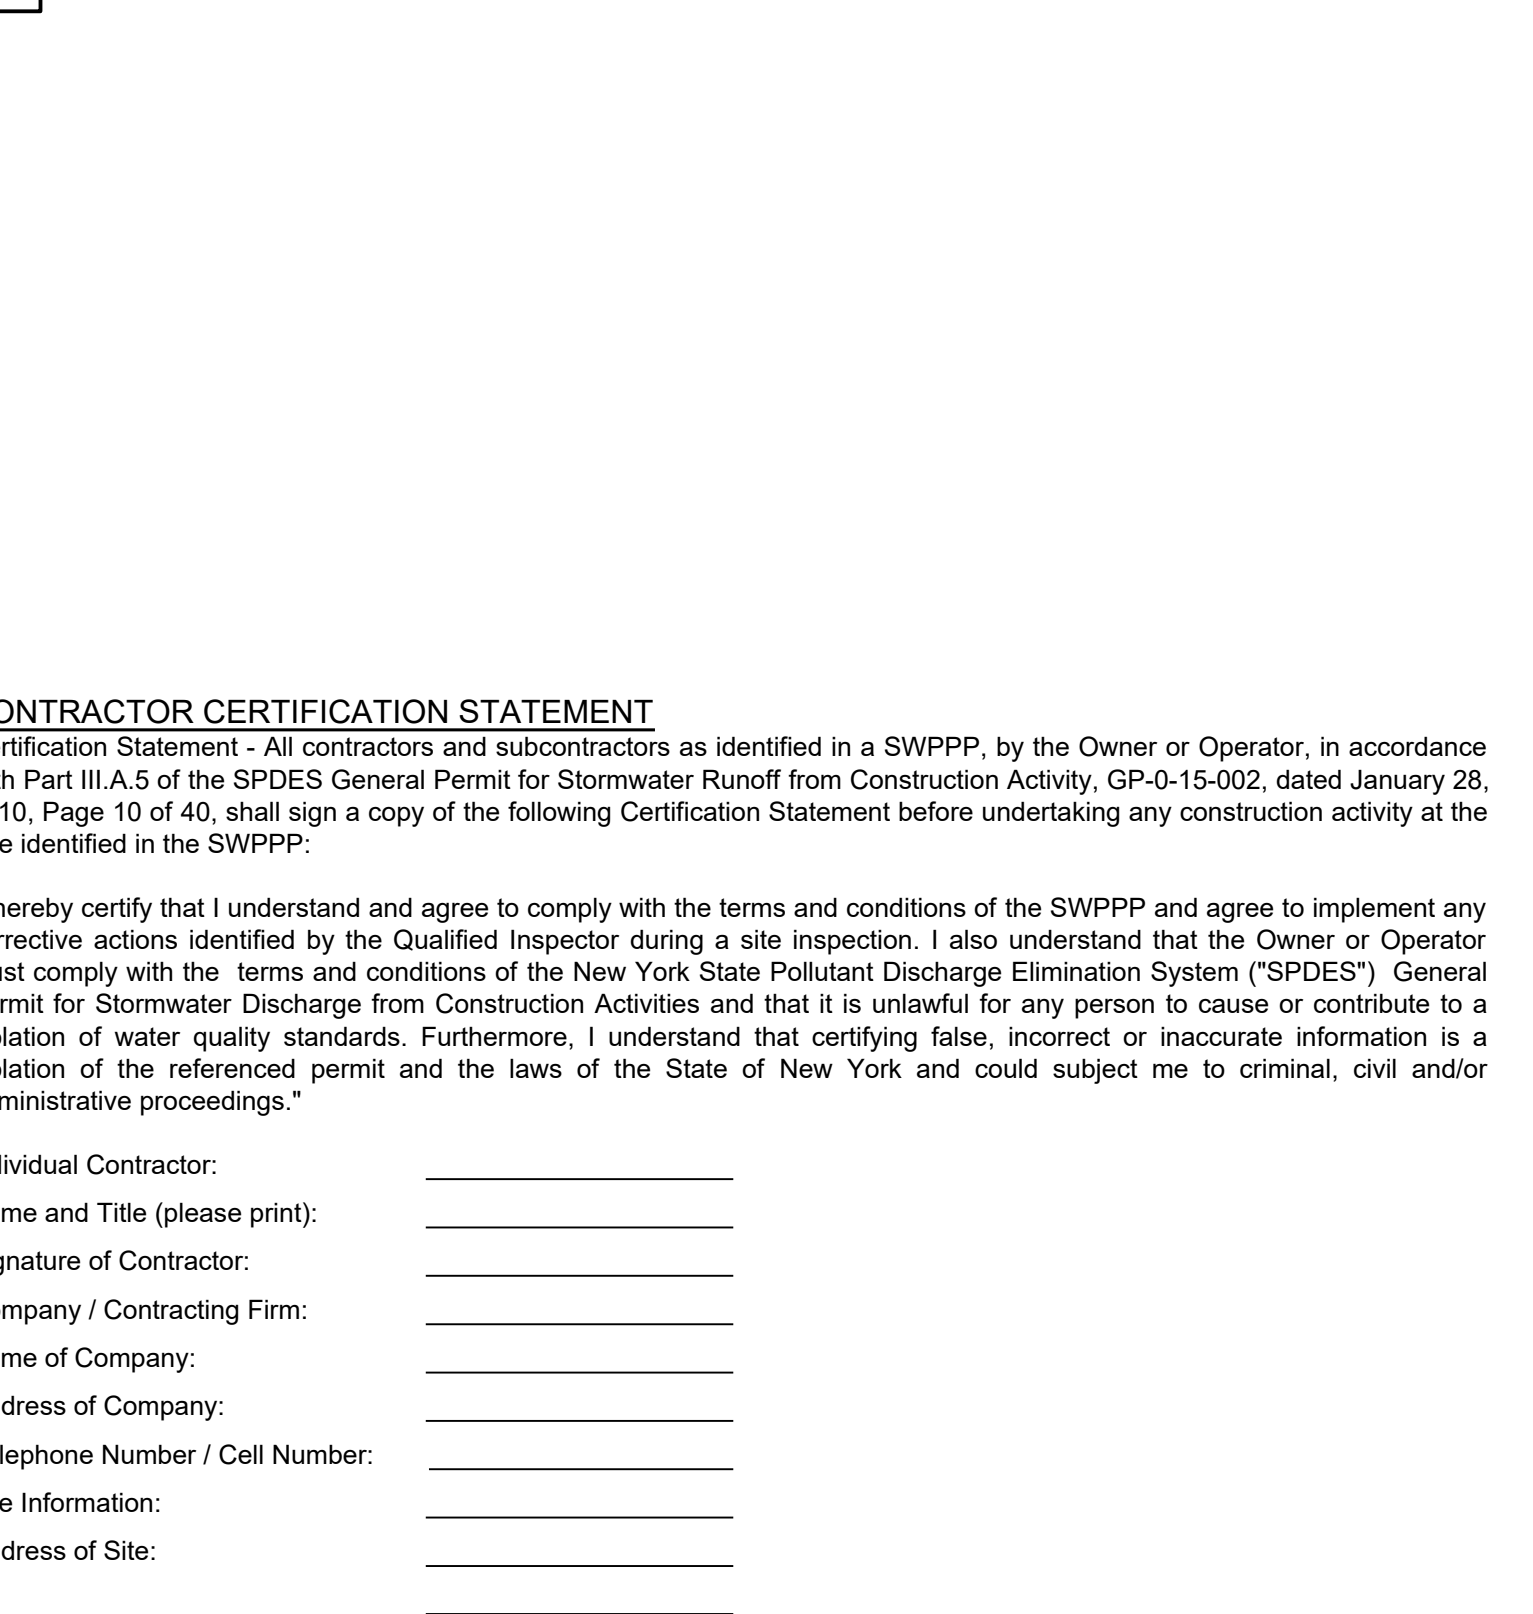 ONTRACTOR CERTIFICATION STATEMENT
rtification Statement - All contractors and subcontractors as identified in a SWPPP, by the Owner or Operator, in accordance
th Part III.A.5 of the SPDES General Permit for Stormwater Runoff from Construction Activity, GP-0-15-002, dated January 28,
10, Page 10 of 40, shall sign a copy of the following Certification Statement before undertaking any construction activity at the
e identified in the SWPPP:
hereby certify that I understand and agree to comply with the terms and conditions of the SWPPP and agree to implement any
rrective actions identified by the Qualified Inspector during a site inspection. I also understand that the Owner or Operator
ust comply with the terms and conditions of the New York State Pollutant Discharge Elimination System ("SPDES") General
rmit for Stormwater Discharge from Construction Activities and that it is unlawful for any person to cause or contribute to a
olation of water quality standards. Furthermore, I understand that certifying false, incorrect or inaccurate information is a
olation of the referenced permit and the laws of the State of New York and could subject me to criminal, civil and/or
ministrative proceedings."
dividual Contractor:
me and Title (please print):
gnature of Contractor:
ompany / Contracting Firm:
me of Company:
dress of Company:
lephone Number / Cell Number:
e Information:
dress of Site: